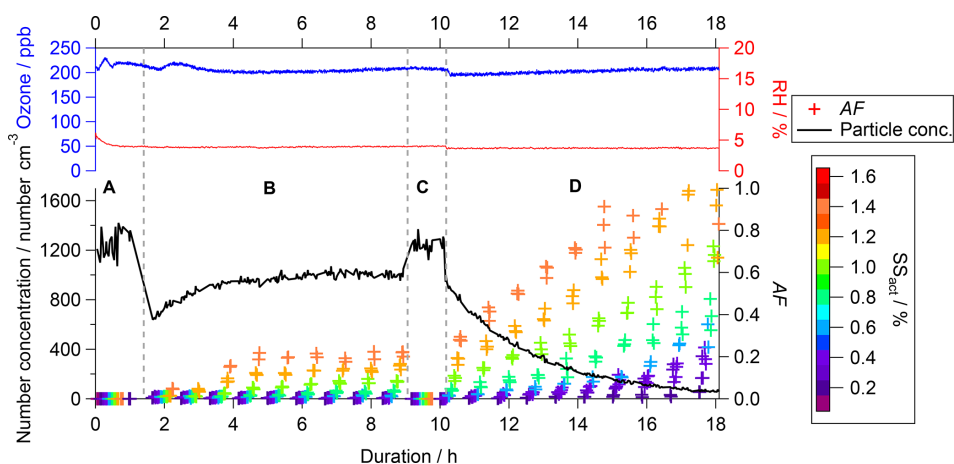 0 2 4 6 8 10 12 14 16 18
Ozone / ppb
250
200
150
100
50
0
20
15
10
5
0
RH / %
AF
Particle conc.
A B C D
Number concentration / number cm-3
1600
1200
800
400
0
1.0
0.8
0.6
0.4
0.2
0.0
AF
1.6
1.4
1.2
1.0
0.8
0.6
0.4
0.2
SSact / %
0 2 4 6 8 10 12 14 16 18
Duration / h